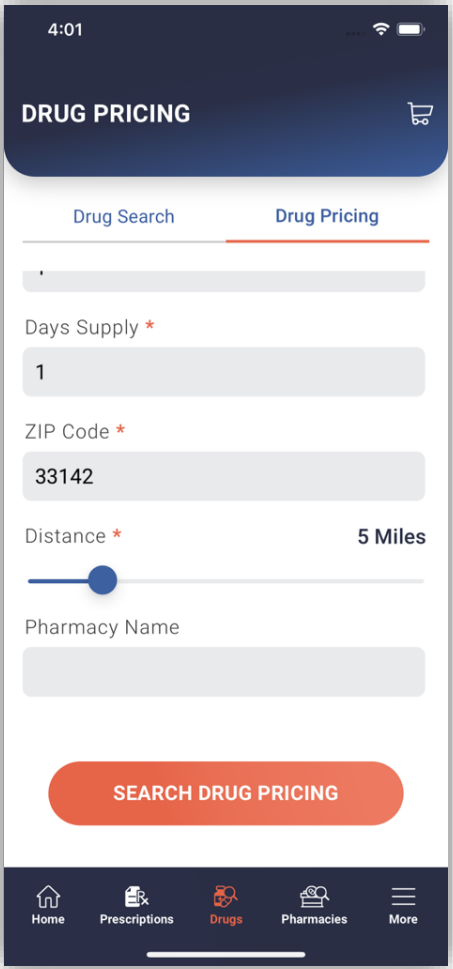 4:01
DRUG PRICING
Drug Search Drug Pricing
Days Supply *
1
ZIP Code *
33142
Distance * 5 Miles
Pharmacy Name
SEARCH DRUG PRICING
Home Prescriptions Drugs Pharmacies More